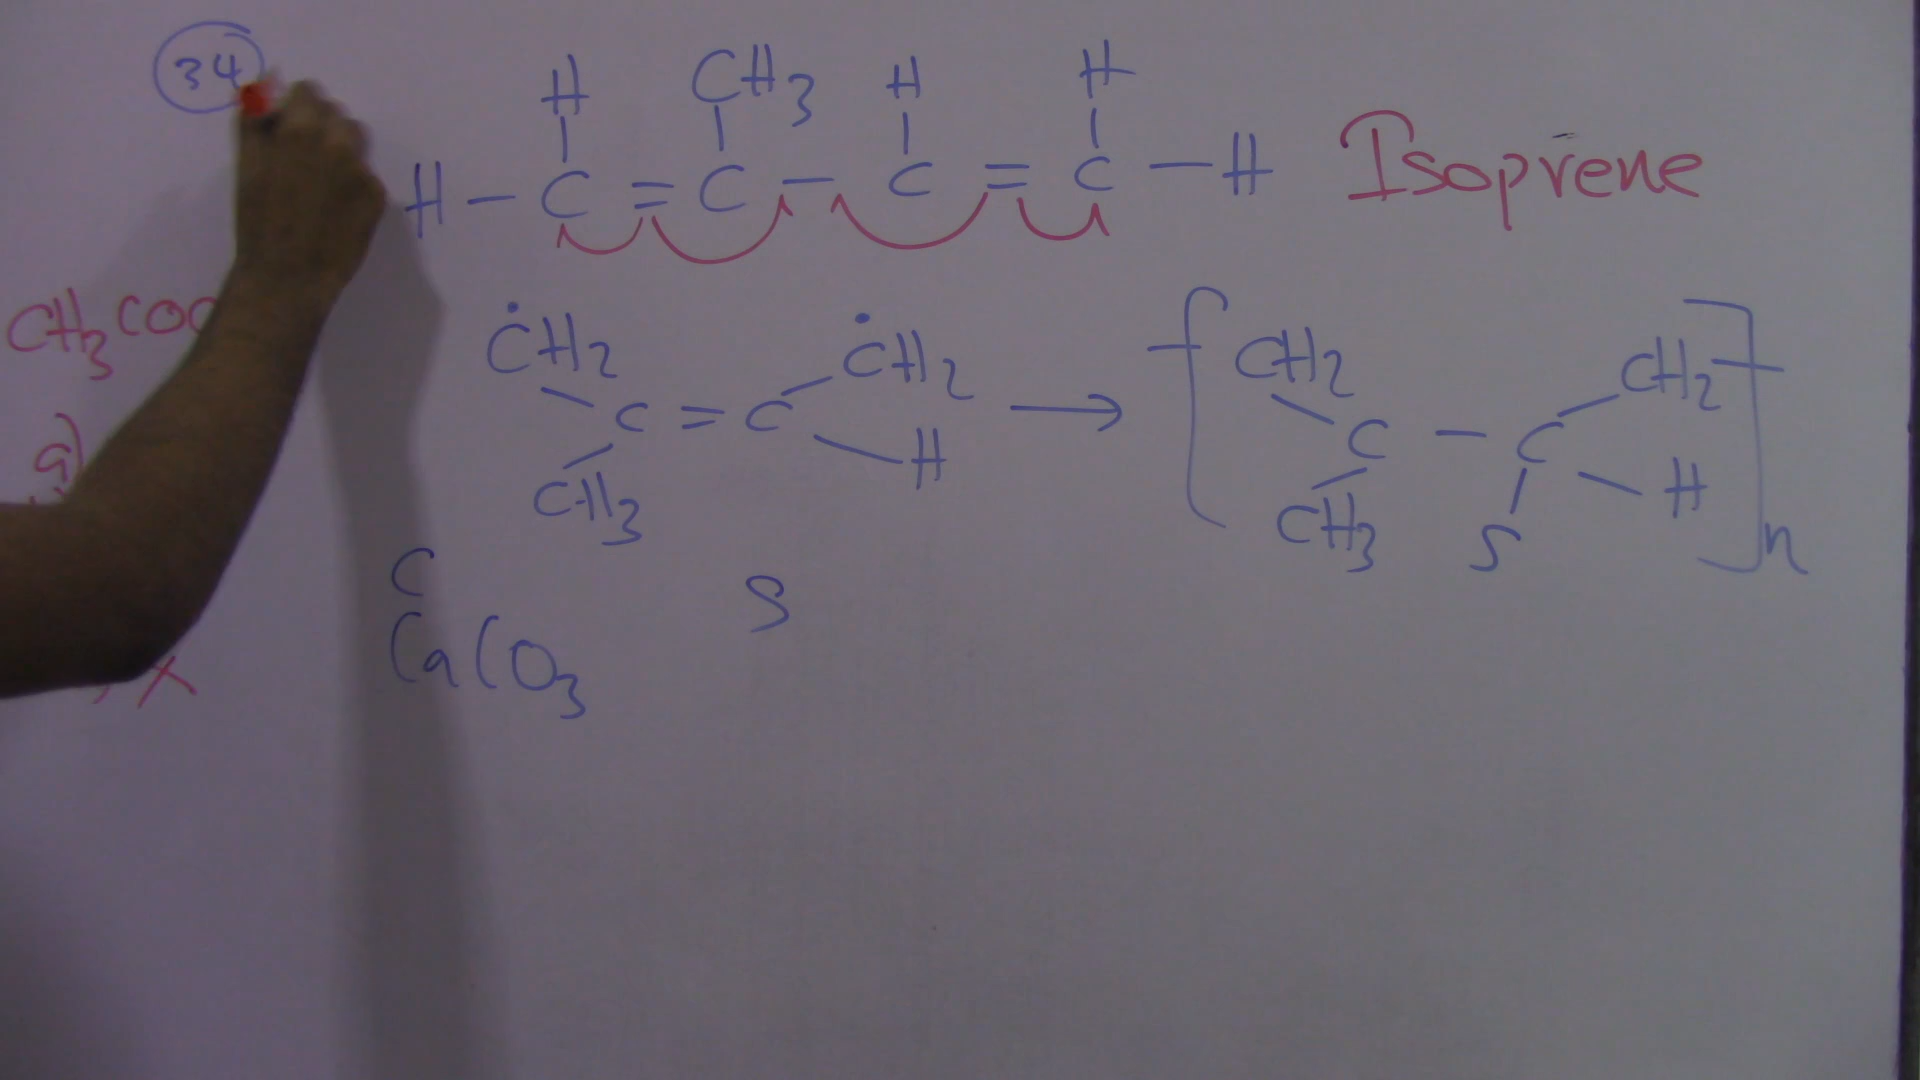 34
H CH3 H H
H - C = C - C = C - H Isoprene
CH3COO
ĊH2 ĊH2 CH2 CH2
C = C → C - C
CH3 H CH3 S H n
a)
C
S
CaCO3
X